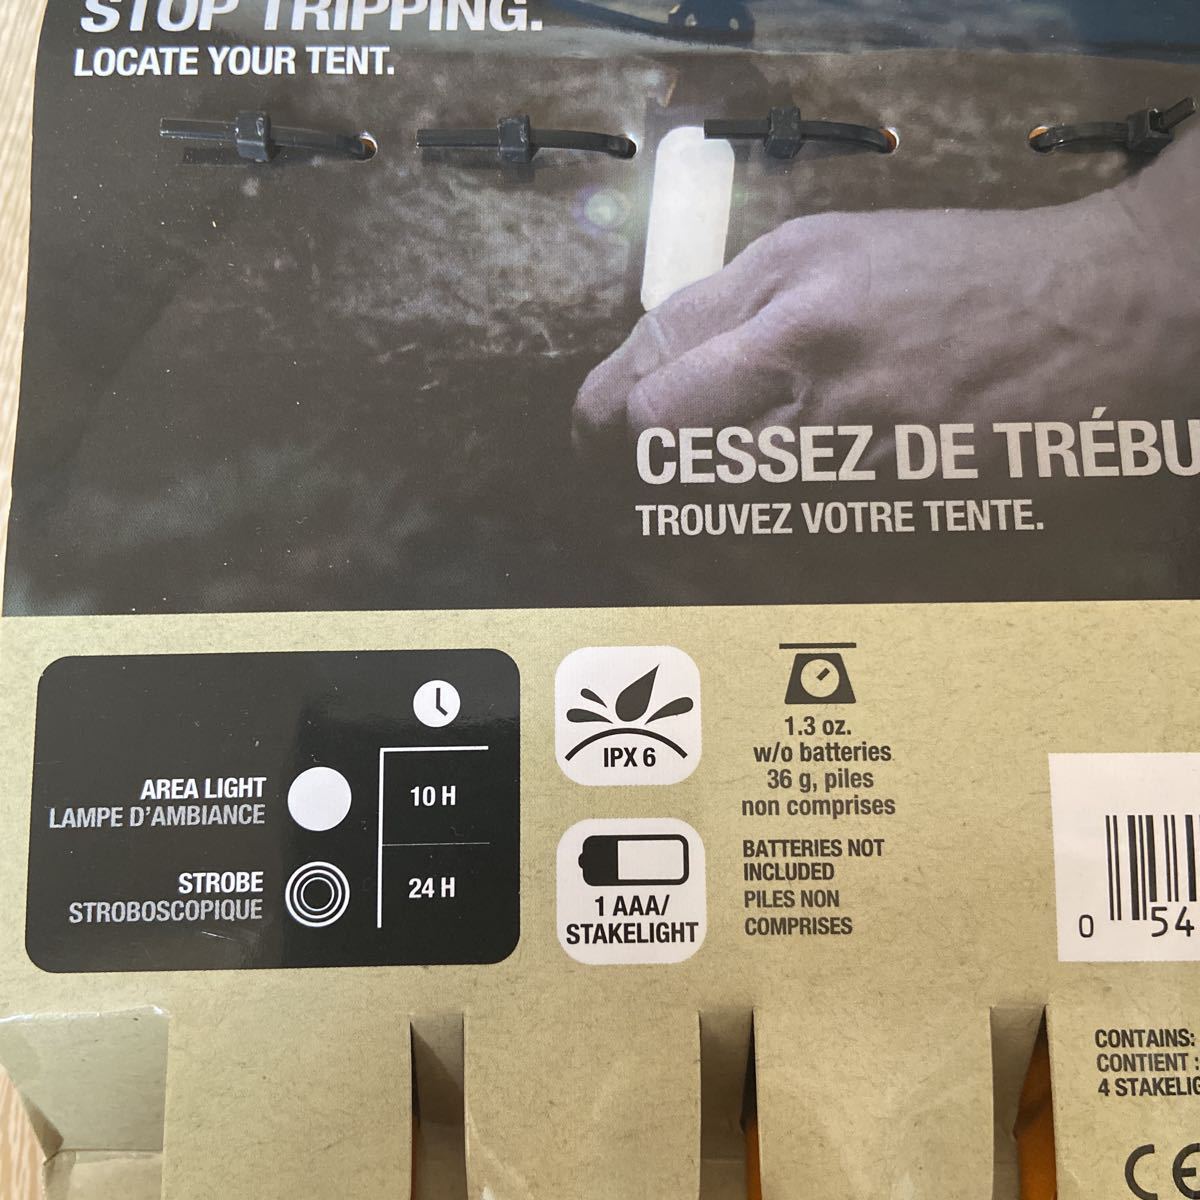 STOP TRIPPING.
LOCATE YOUR TENT.
CESSEZ DE TRÉBU
TROUVEZ VOTRE TENTE.
AREA LIGHT
LAMPE D'AMBIANCE
10 H
STROBE
STROBOSCOPIQUE
24 H
IPX 6
1 AAA/
STAKELIGHT
1.3 oz.
w/o batteries
36 g, piles
non comprises
BATTERIES NOT
INCLUDED
PILES NON
COMPRISES
0 54
CONTAINS:
CONTIENT :
4 STAKELIG
CE